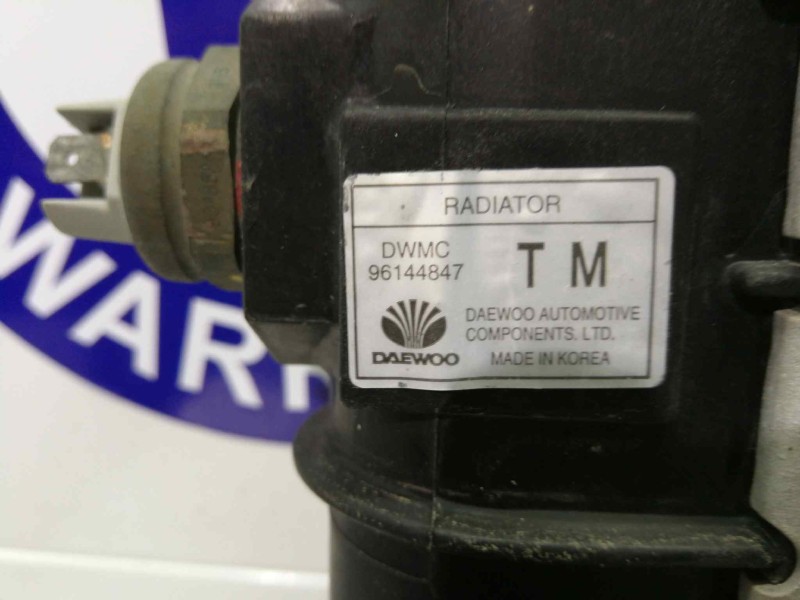 RADIATOR
DWMC
96144847
T M
DAEWOO
DAEWOO AUTOMOTIVE
COMPONENTS. LTD.
MADE IN KOREA
WAR